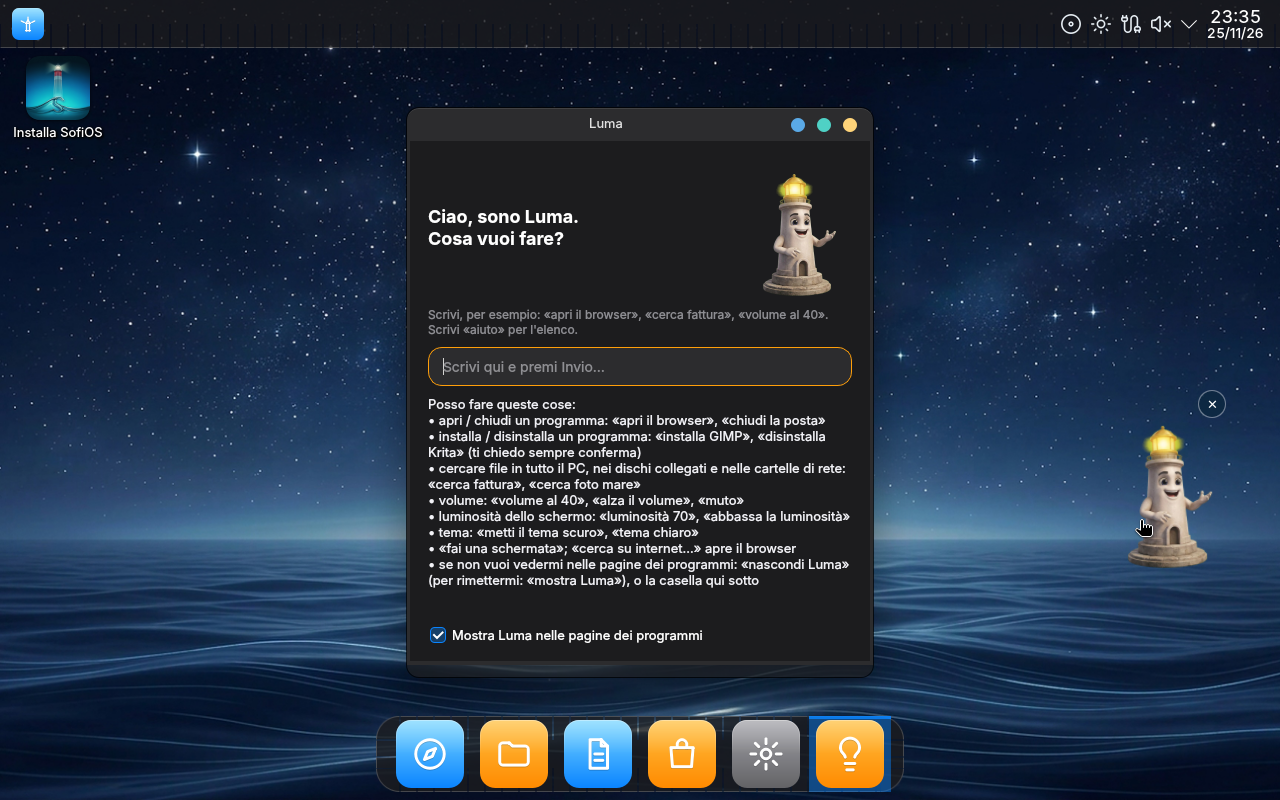 23:35
25/11/26
Installa SofiOS
Luma
Ciao, sono Luma.
Cosa vuoi fare?
Scrivi, per esempio: «apri il browser», «cerca fattura», «volume al 40».
Scrivi «aiuto» per l'elenco.
Scrivi qui e premi Invio...
Posso fare queste cose:
• apri / chiudi un programma: «apri il browser», «chiudi la posta»
• installa / disinstalla un programma: «installa GIMP», «disinstalla
Krita» (ti chiedo sempre conferma)
• cercare file in tutto il PC, nei dischi collegati e nelle cartelle di rete:
«cerca fattura», «cerca foto mare»
• volume: «volume al 40», «alza il volume», «muto»
• luminosità dello schermo: «luminosità 70», «abbassa la luminosità»
• tema: «metti il tema scuro», «tema chiaro»
• «fai una schermata»; «cerca su internet...» apre il browser
• se non vuoi vedermi nelle pagine dei programmi: «nascondi Luma»
(per rimettermi: «mostra Luma»), o la casella qui sotto
Mostra Luma nelle pagine dei programmi